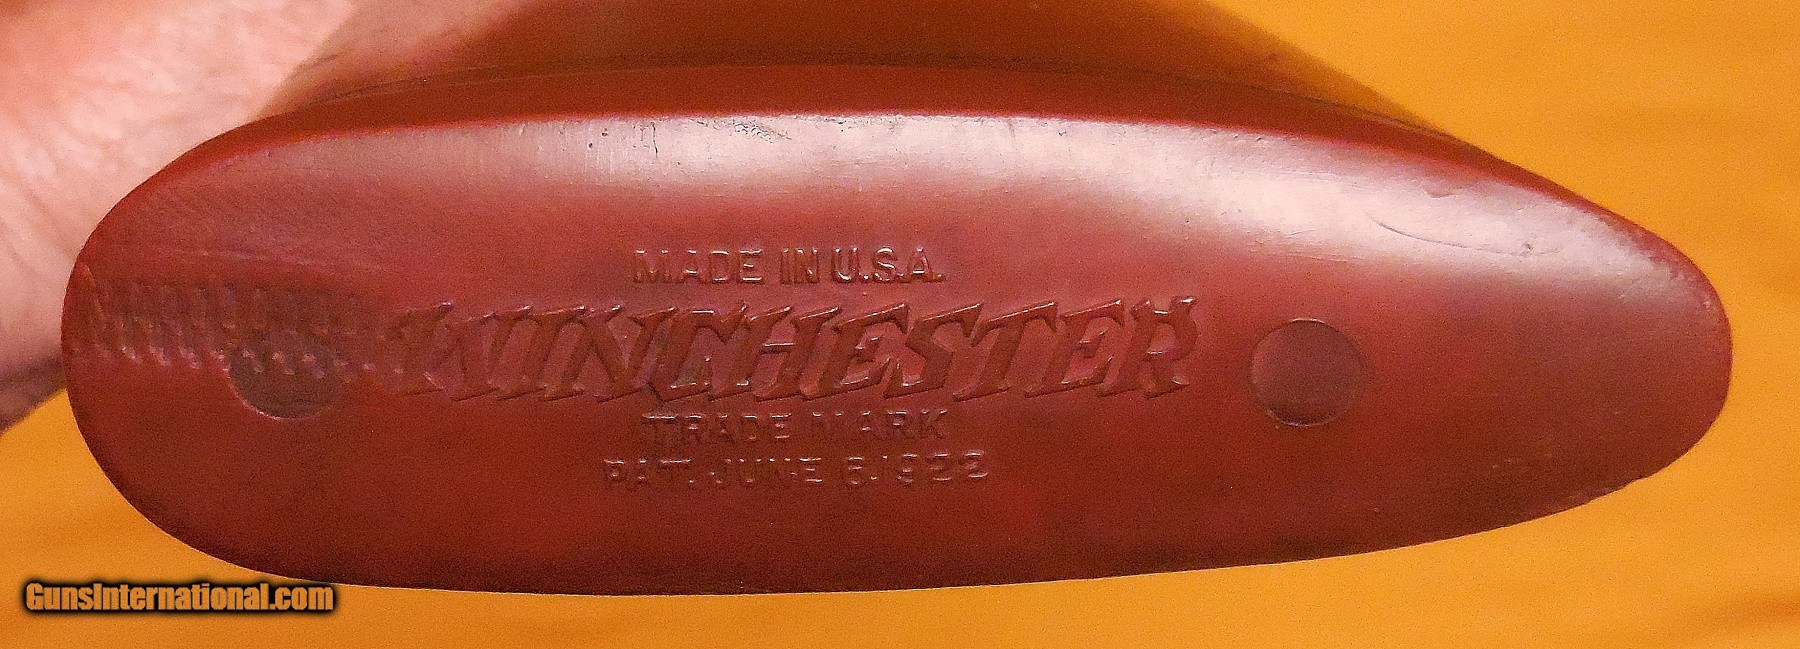 MADE IN U.S.A.
WINCHESTER
TRADE MARK
PAT. JUNE 6, 1922
GunsInternational.com